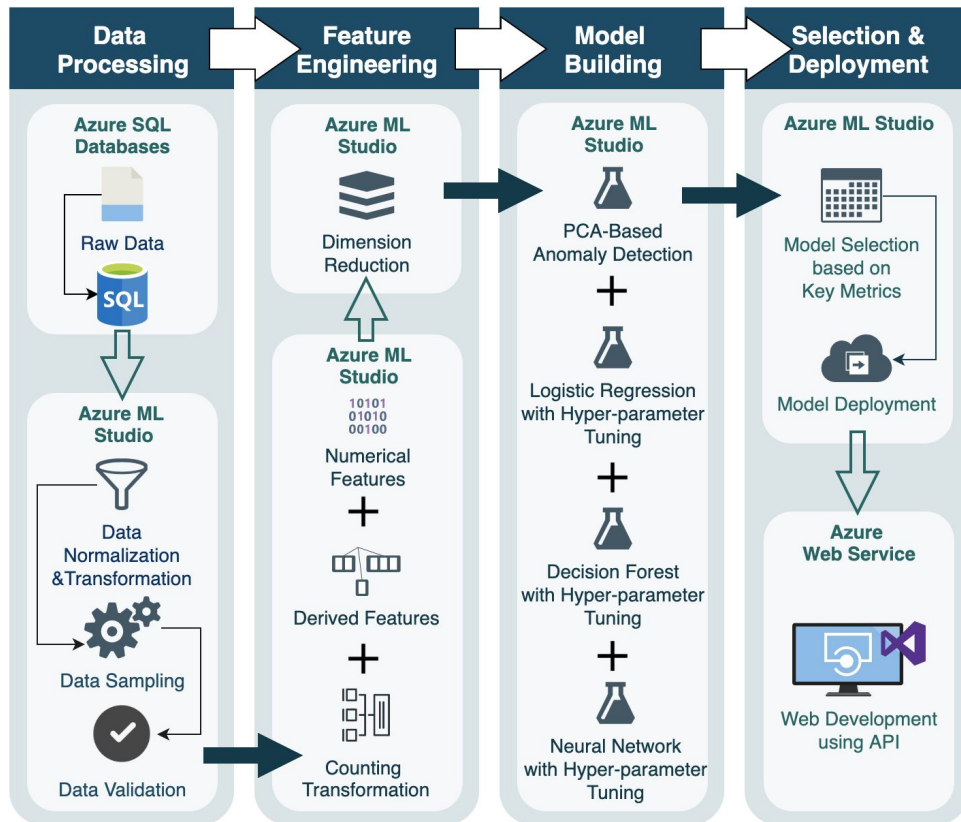 Data
Processing
Feature
Engineering
Model
Building
Selection &
Deployment
Azure SQL
Databases
Raw Data
SQL
Azure ML
Studio
Data
Normalization
&Transformation
Data Sampling
Data Validation
Azure ML
Studio
Dimension
Reduction
Azure ML
Studio
10101
01010
00100
Numerical
Features
+
Derived Features
+
Counting
Transformation
Azure ML
Studio
PCA-Based
Anomaly Detection
+
Logistic Regression
with Hyper-parameter
Tuning
+
Decision Forest
with Hyper-parameter
Tuning
+
Neural Network
with Hyper-parameter
Tuning
Azure ML Studio
Model Selection
based on
Key Metrics
Model Deployment
Azure
Web Service
Web Development
using API